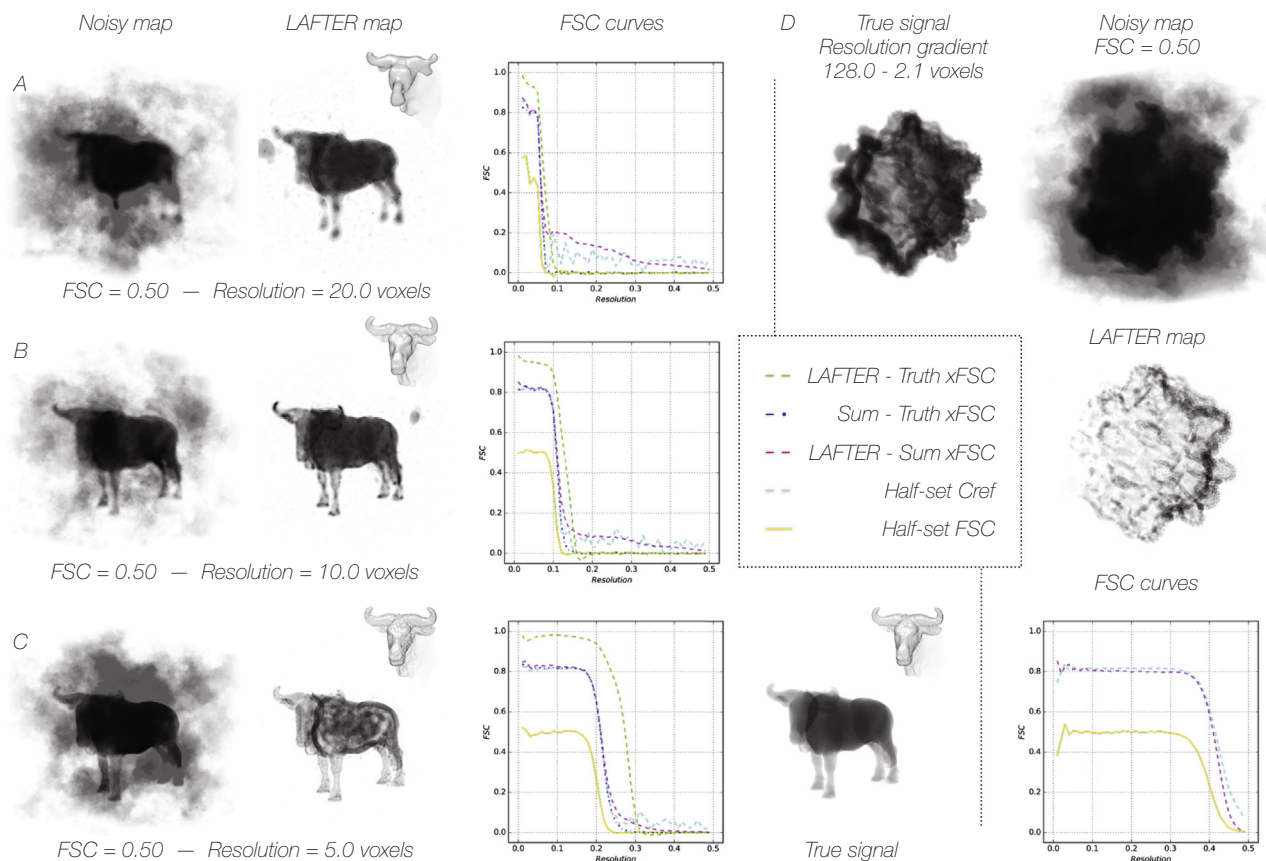 Noisy map
LAFTER map
FSC curves
A
FSC
1.0
0.8
0.6
0.4
0.2
0.0
0.0 0.1 0.2 0.3 0.4 0.5
Resolution
FSC = 0.50 — Resolution = 20.0 voxels
B
FSC
1.0
0.8
0.6
0.4
0.2
0.0
0.0 0.1 0.2 0.3 0.4 0.5
Resolution
FSC = 0.50 — Resolution = 10.0 voxels
C
FSC
1.0
0.8
0.6
0.4
0.2
0.0
0.0 0.1 0.2 0.3 0.4 0.5
Resolution
FSC = 0.50 — Resolution = 5.0 voxels
True signal
D
True signal
Resolution gradient
128.0 - 2.1 voxels
Noisy map
FSC = 0.50
LAFTER - Truth xFSC
Sum - Truth xFSC
LAFTER - Sum xFSC
Half-set Cref
Half-set FSC
LAFTER map
FSC curves
FSC
1.0
0.8
0.6
0.4
0.2
0.0
0.0 0.1 0.2 0.3 0.4 0.5
Resolution